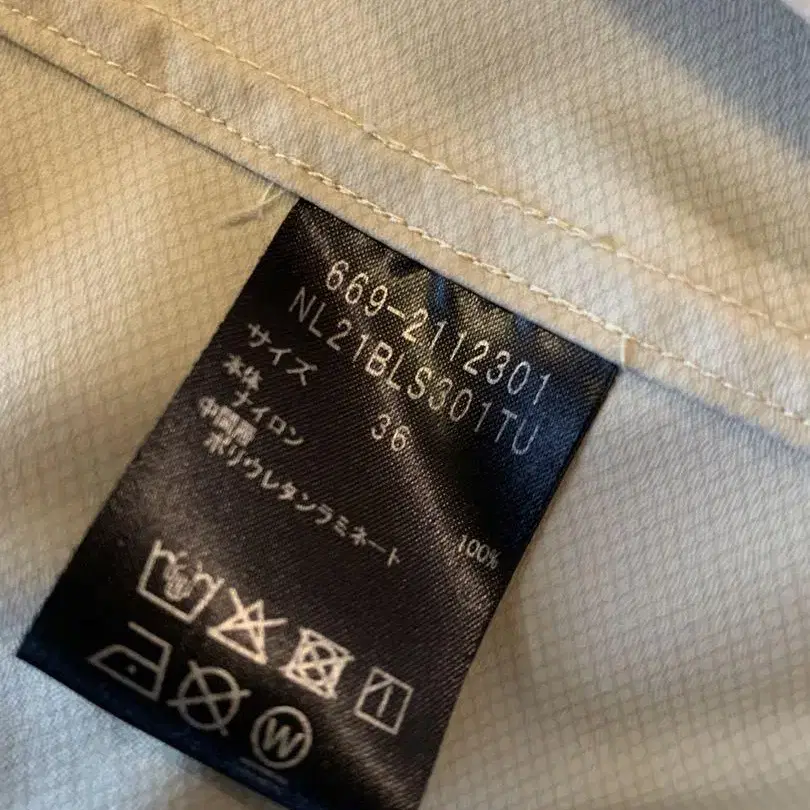 669-2112301
NL21BLS301TU
サイズ 36
本体
ナイロン 100%
中間層
ポリウレタンラミネート
W